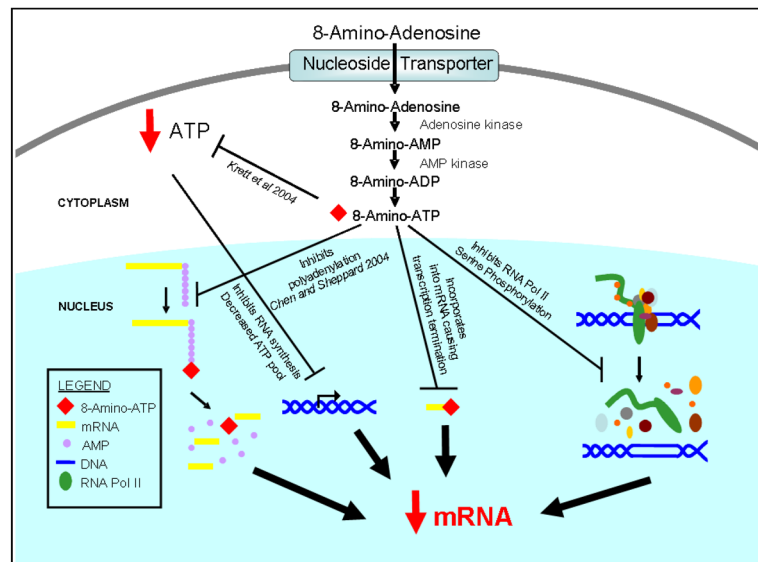 8-Amino-Adenosine
Nucleoside Transporter
8-Amino-Adenosine
Adenosine kinase
8-Amino-AMP
AMP kinase
8-Amino-ADP
8-Amino-ATP
ATP
Krett et al 2004
CYTOPLASM
NUCLEUS
Inhibits
polyadenylation
Chen and Sheppard 2004
Inhibits RNA synthesis
Decreased ATP pool
Incorporates
into mRNA causing
transcription termination
Inhibits RNA Pol II
Serine Phosphorylation
LEGEND
8-Amino-ATP
mRNA
AMP
DNA
RNA Pol II
mRNA